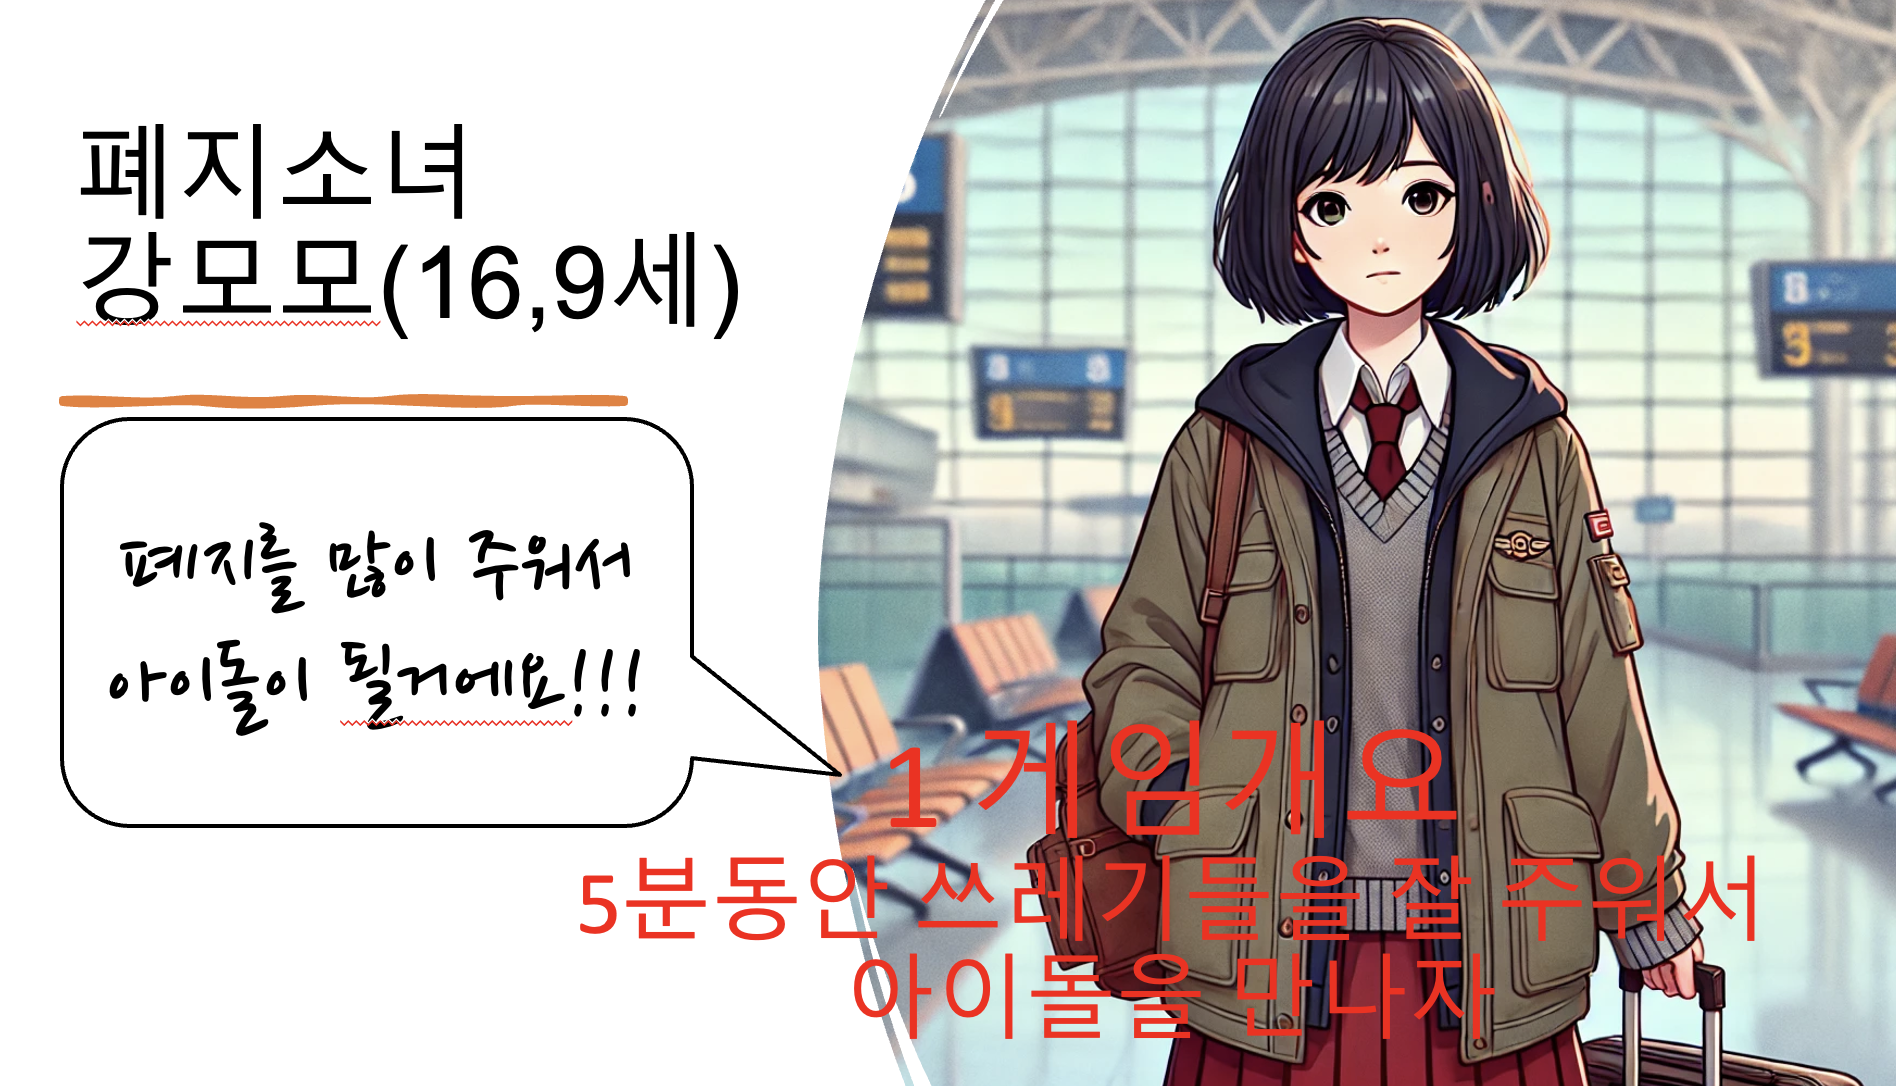 폐지소녀
강모모(16,9세)
폐지를 많이 주워서
아이돌이 될거에요!!!
1 게임개요
5분동안 쓰레기들을 잘 주워서
아이돌을 만나자